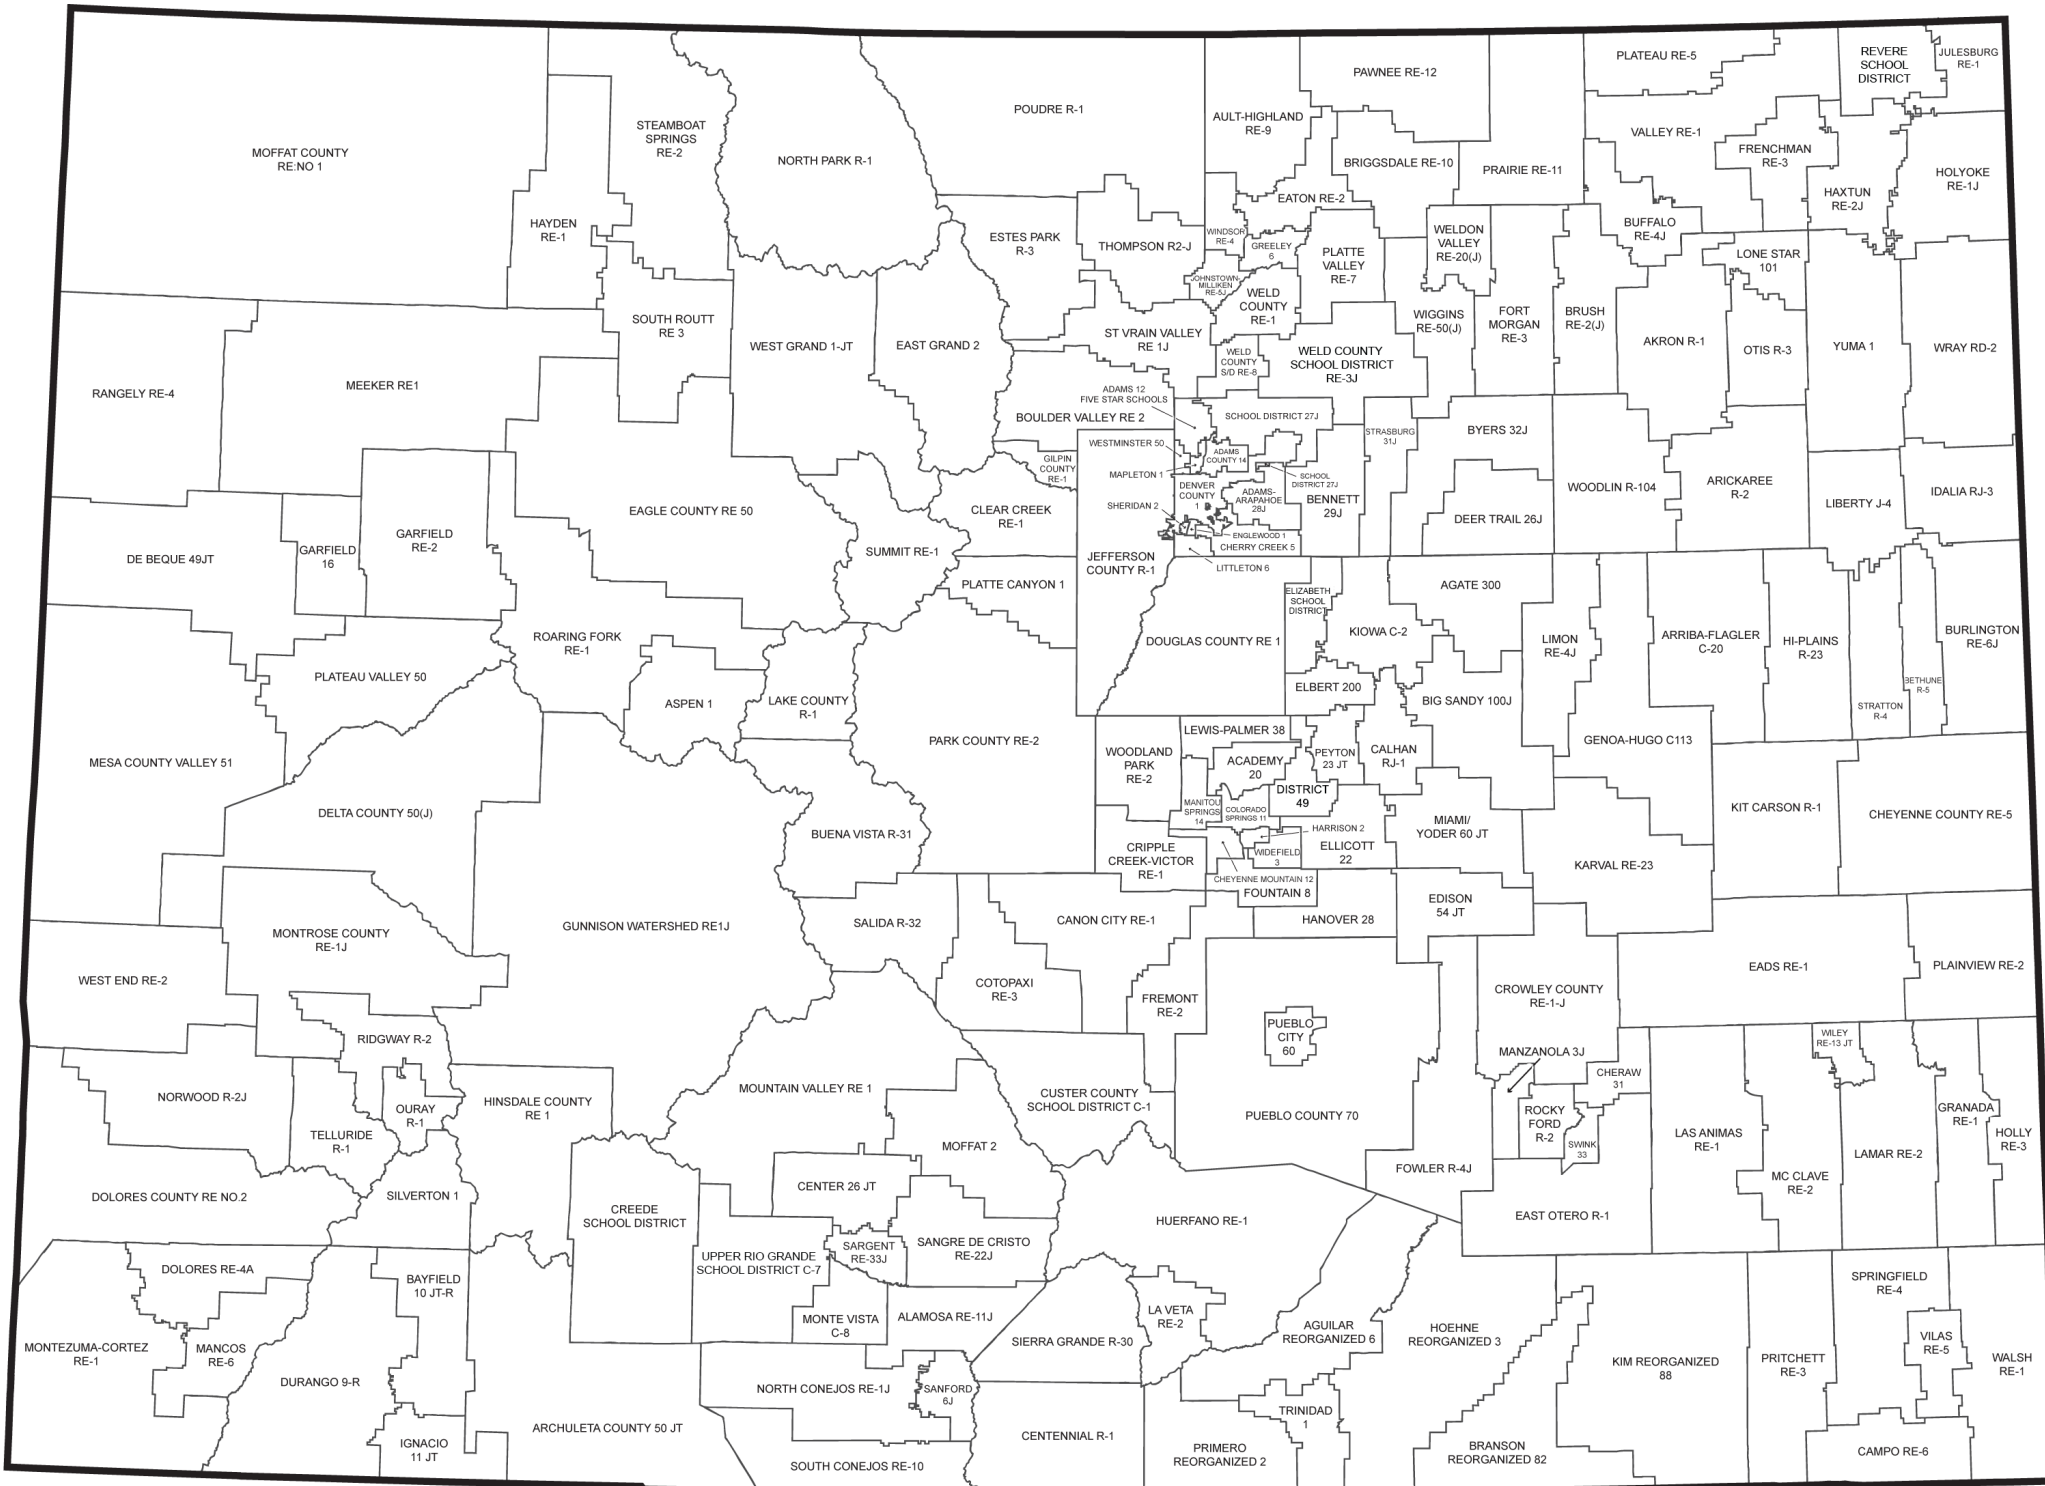 MOFFAT COUNTY
RE:NO 1
HAYDEN
RE-1
STEAMBOAT
SPRINGS
RE-2
NORTH PARK R-1
POUDRE R-1
AULT-HIGHLAND
RE-9
PAWNEE RE-12
BRIGGSDALE RE-10
PRAIRIE RE-11
PLATEAU RE-5
REVERE
SCHOOL
DISTRICT
JULESBURG
RE-1
VALLEY RE-1
FRENCHMAN
RE-3
HAXTUN
RE-2J
HOLYOKE
RE-1J
BUFFALO
RE-4J
LONE STAR
101
ESTES PARK
R-3
THOMPSON R2-J
WINDSOR
RE-4
EATON RE-2
GREELEY
6
JOHNSTOWN-
MILLIKEN
RE-5J
WELD
COUNTY
RE-1
PLATTE
VALLEY
RE-7
WELDON
VALLEY
RE-20(J)
WIGGINS
RE-50(J)
FORT
MORGAN
RE-3
BRUSH
RE-2(J)
AKRON R-1
OTIS R-3
YUMA 1
WRAY RD-2
SOUTH ROUTT
RE 3
WEST GRAND 1-JT
EAST GRAND 2
ST VRAIN VALLEY
RE 1J
WELD
COUNTY
S/D RE-8
WELD COUNTY
SCHOOL DISTRICT
RE-3J
RANGELY RE-4
MEEKER RE1
BOULDER VALLEY RE 2
ADAMS 12
FIVE STAR SCHOOLS
SCHOOL DISTRICT 27J
WESTMINSTER 50
ADAMS
COUNTY 14
MAPLETON 1
SCHOOL
DISTRICT 27J
STRASBURG
31J
BYERS 32J
GILPIN
COUNTY
RE-1
DENVER
COUNTY
1
ADAMS-
ARAPAHOE
28J
BENNETT
29J
DEER TRAIL 26J
WOODLIN R-104
ARICKAREE
R-2
LIBERTY J-4
IDALIA RJ-3
SHERIDAN 2
ENGLEWOOD 1
CHERRY CREEK 5
LITTLETON 6
DE BEQUE 49JT
GARFIELD
16
GARFIELD
RE-2
EAGLE COUNTY RE 50
SUMMIT RE-1
CLEAR CREEK
RE-1
PLATTE CANYON 1
JEFFERSON
COUNTY R-1
DOUGLAS COUNTY RE 1
ELIZABETH
SCHOOL
DISTRICT
KIOWA C-2
AGATE 300
LIMON
RE-4J
ARRIBA-FLAGLER
C-20
HI-PLAINS
R-23
STRATTON
R-4
BETHUNE
R-5
BURLINGTON
RE-6J
ROARING FORK
RE-1
PLATEAU VALLEY 50
ASPEN 1
LAKE COUNTY
R-1
ELBERT 200
BIG SANDY 100J
GENOA-HUGO C113
MESA COUNTY VALLEY 51
DELTA COUNTY 50(J)
PARK COUNTY RE-2
WOODLAND
PARK
RE-2
LEWIS-PALMER 38
ACADEMY
20
PEYTON
23 JT
CALHAN
RJ-1
DISTRICT
49
MANITOU
SPRINGS
14
COLORADO
SPRINGS 11
HARRISON 2
WIDEFIELD
3
ELLICOTT
22
MIAMI/
YODER 60 JT
KARVAL RE-23
KIT CARSON R-1
CHEYENNE COUNTY RE-5
BUENA VISTA R-31
CRIPPLE
CREEK-VICTOR
RE-1
CHEYENNE MOUNTAIN 12
FOUNTAIN 8
HANOVER 28
EDISON
54 JT
MONTROSE COUNTY
RE-1J
GUNNISON WATERSHED RE1J
SALIDA R-32
CANON CITY RE-1
COTOPAXI
RE-3
FREMONT
RE-2
WEST END RE-2
RIDGWAY R-2
PUEBLO
CITY
60
CROWLEY COUNTY
RE-1-J
EADS RE-1
PLAINVIEW RE-2
MANZANOLA 3J
CHERAW
31
WILEY
RE-13 JT
NORWOOD R-2J
TELLURIDE
R-1
OURAY
R-1
HINSDALE COUNTY
RE 1
MOUNTAIN VALLEY RE 1
CUSTER COUNTY
SCHOOL DISTRICT C-1
PUEBLO COUNTY 70
FOWLER R-4J
ROCKY
FORD
R-2
SWINK
33
LAS ANIMAS
RE-1
MC CLAVE
RE-2
LAMAR RE-2
GRANADA
RE-1
HOLLY
RE-3
MOFFAT 2
CENTER 26 JT
DOLORES COUNTY RE NO.2
SILVERTON 1
CREEDE
SCHOOL DISTRICT
UPPER RIO GRANDE
SCHOOL DISTRICT C-7
SARGENT
RE-33J
SANGRE DE CRISTO
RE-22J
HUERFANO RE-1
EAST OTERO R-1
DOLORES RE-4A
BAYFIELD
10 JT-R
MONTE VISTA
C-8
ALAMOSA RE-11J
SIERRA GRANDE R-30
LA VETA
RE-2
AGUILAR
REORGANIZED 6
HOEHNE
REORGANIZED 3
KIM REORGANIZED
88
PRITCHETT
RE-3
SPRINGFIELD
RE-4
VILAS
RE-5
WALSH
RE-1
MONTEZUMA-CORTEZ
RE-1
MANCOS
RE-6
DURANGO 9-R
IGNACIO
11 JT
ARCHULETA COUNTY 50 JT
NORTH CONEJOS RE-1J
SANFORD
6J
SOUTH CONEJOS RE-10
CENTENNIAL R-1
PRIMERO
REORGANIZED 2
TRINIDAD
1
BRANSON
REORGANIZED 82
CAMPO RE-6